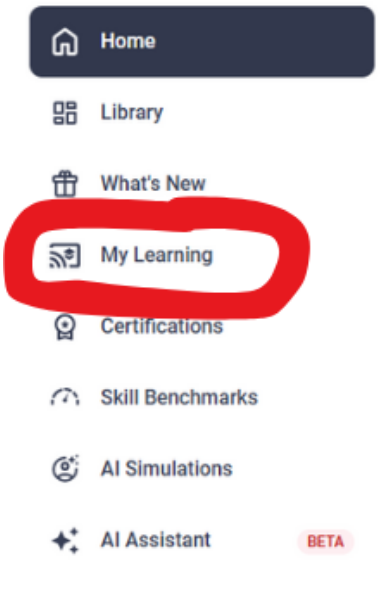 Home
Library
What's New
My Learning
Certifications
Skill Benchmarks
AI Simulations
AI Assistant BETA